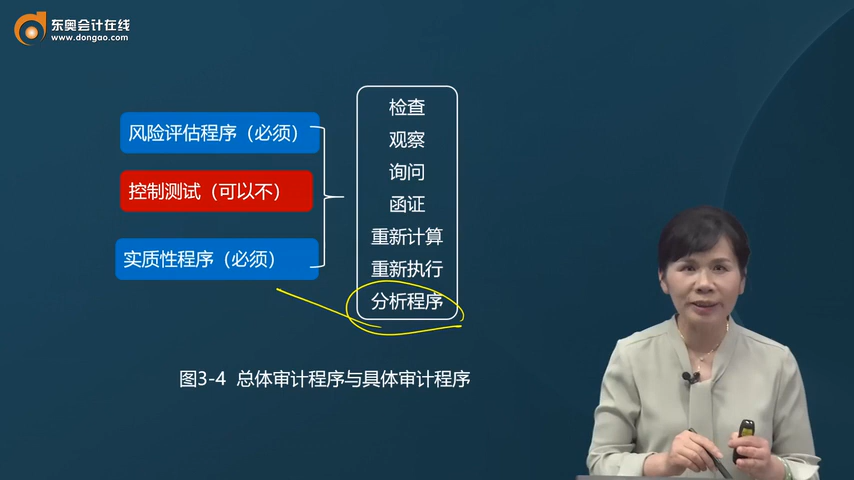 东奥会计在线
www.dongao.com
风险评估程序（必须）
控制测试（可以不）
实质性程序（必须）
检查
观察
询问
函证
重新计算
重新执行
分析程序
图3-4 总体审计程序与具体审计程序